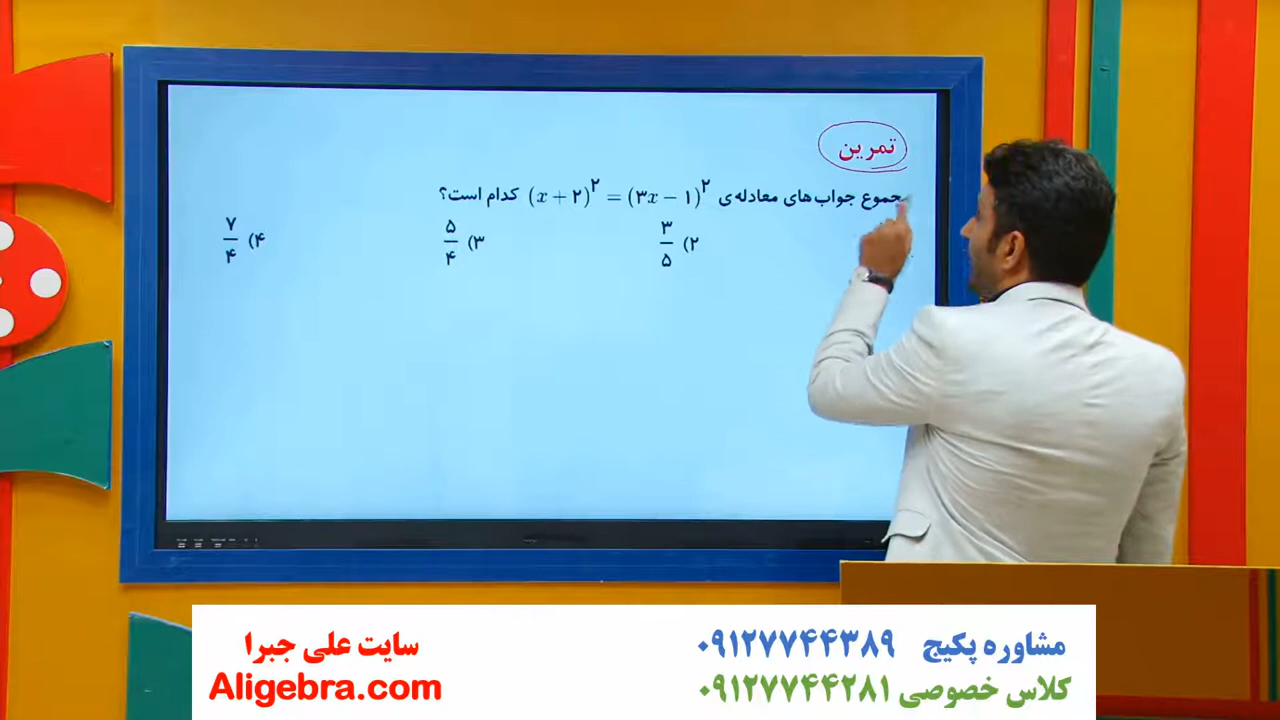 تمرین
مجموع جواب‌های معادله‌ی (x + ۲)^۲ = (۳x − ۱)^۲ کدام است؟
۲) ۳/۵
۳) ۵/۴
۴) ۷/۴
مشاوره پکیج ۰۹۱۲۷۷۴۴۳۸۹
کلاس خصوصی ۰۹۱۲۷۷۴۴۲۸۱
سایت علی جبرا
Aligebra.com